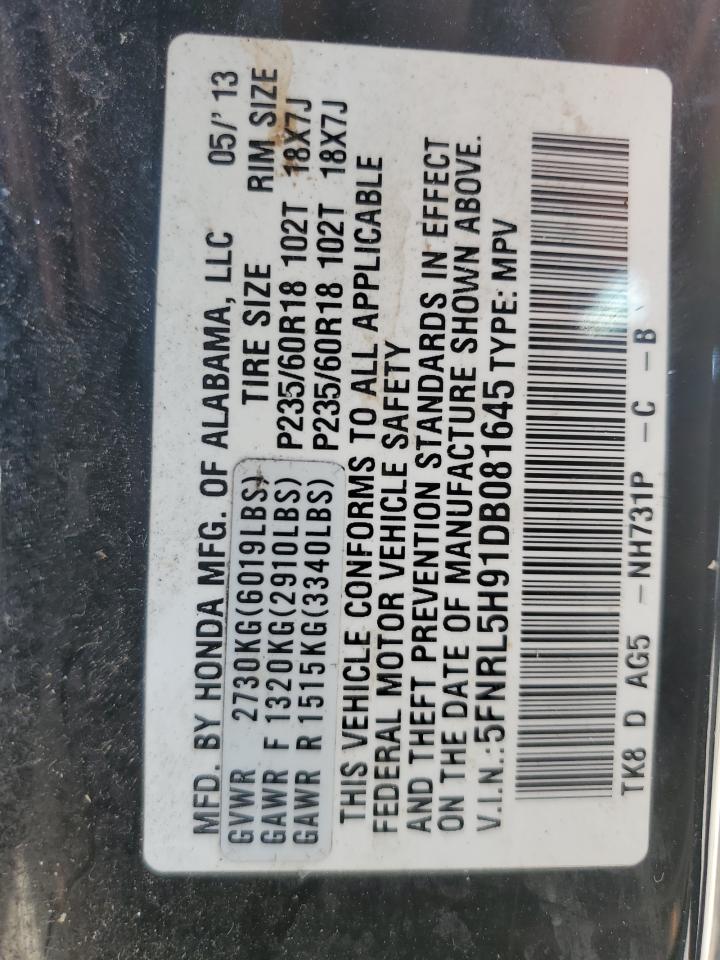 MFD. BY HONDA MFG. OF ALABAMA, LLC 05/'13
GVWR 2730KG(6019LBS) TIRE SIZE RIM SIZE
GAWR F 1320KG(2910LBS) P235/60R18 102T 18X7J
GAWR R 1515KG(3340LBS) P235/60R18 102T 18X7J
THIS VEHICLE CONFORMS TO ALL APPLICABLE
FEDERAL MOTOR VEHICLE SAFETY
AND THEFT PREVENTION STANDARDS IN EFFECT
ON THE DATE OF MANUFACTURE SHOWN ABOVE.
V.I.N.:5FNRL5H91DB081645 TYPE: MPV
TK8 D AG5 -NH731P -C -B